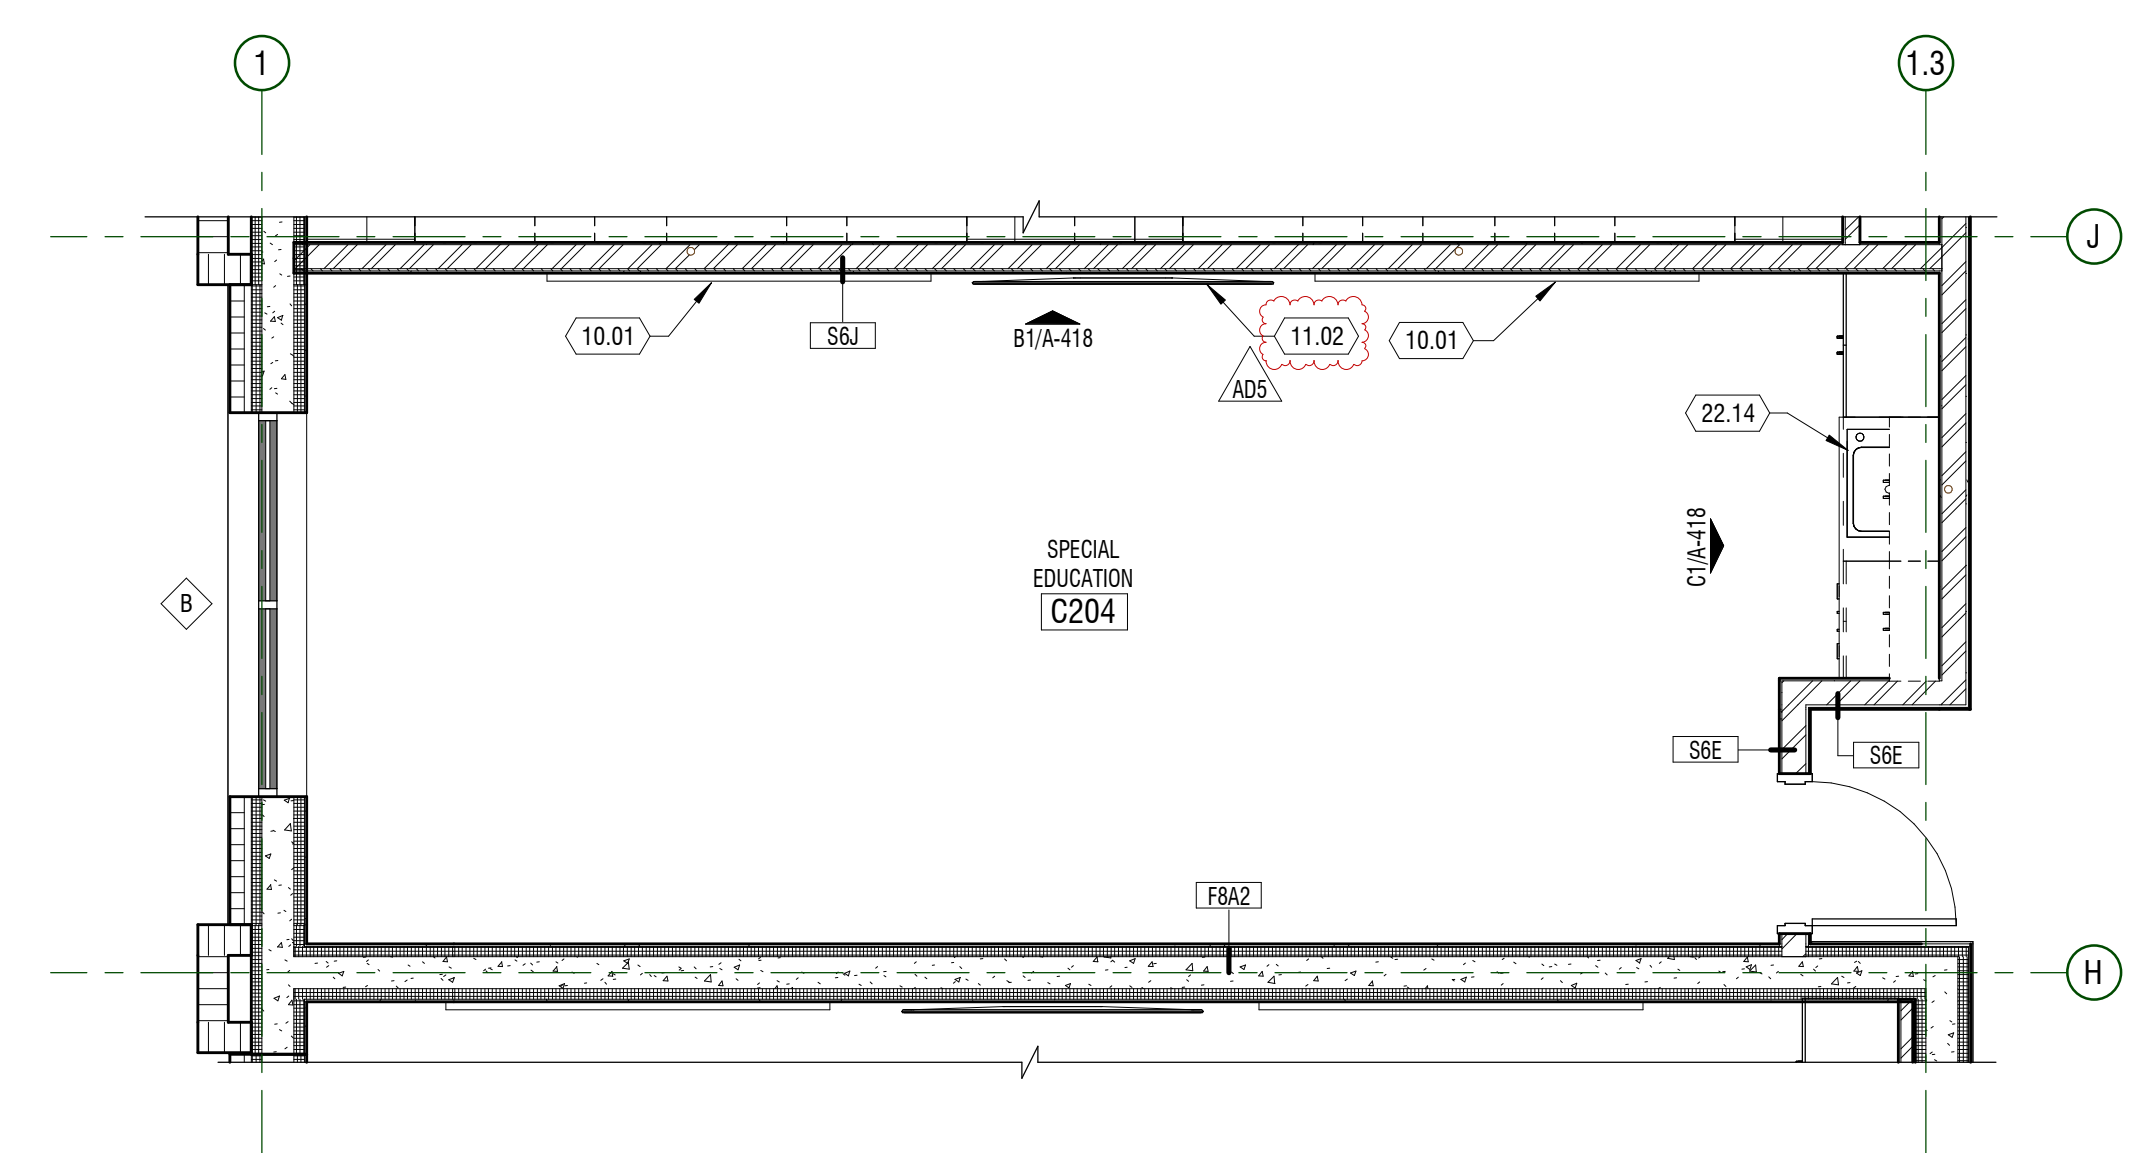 1
1.3
J
10.01
S6J
B1/A-418
11.02
10.01
AD5
22.14
C1/A-418
SPECIAL
EDUCATION
C204
B
S6E
S6E
F8A2
H